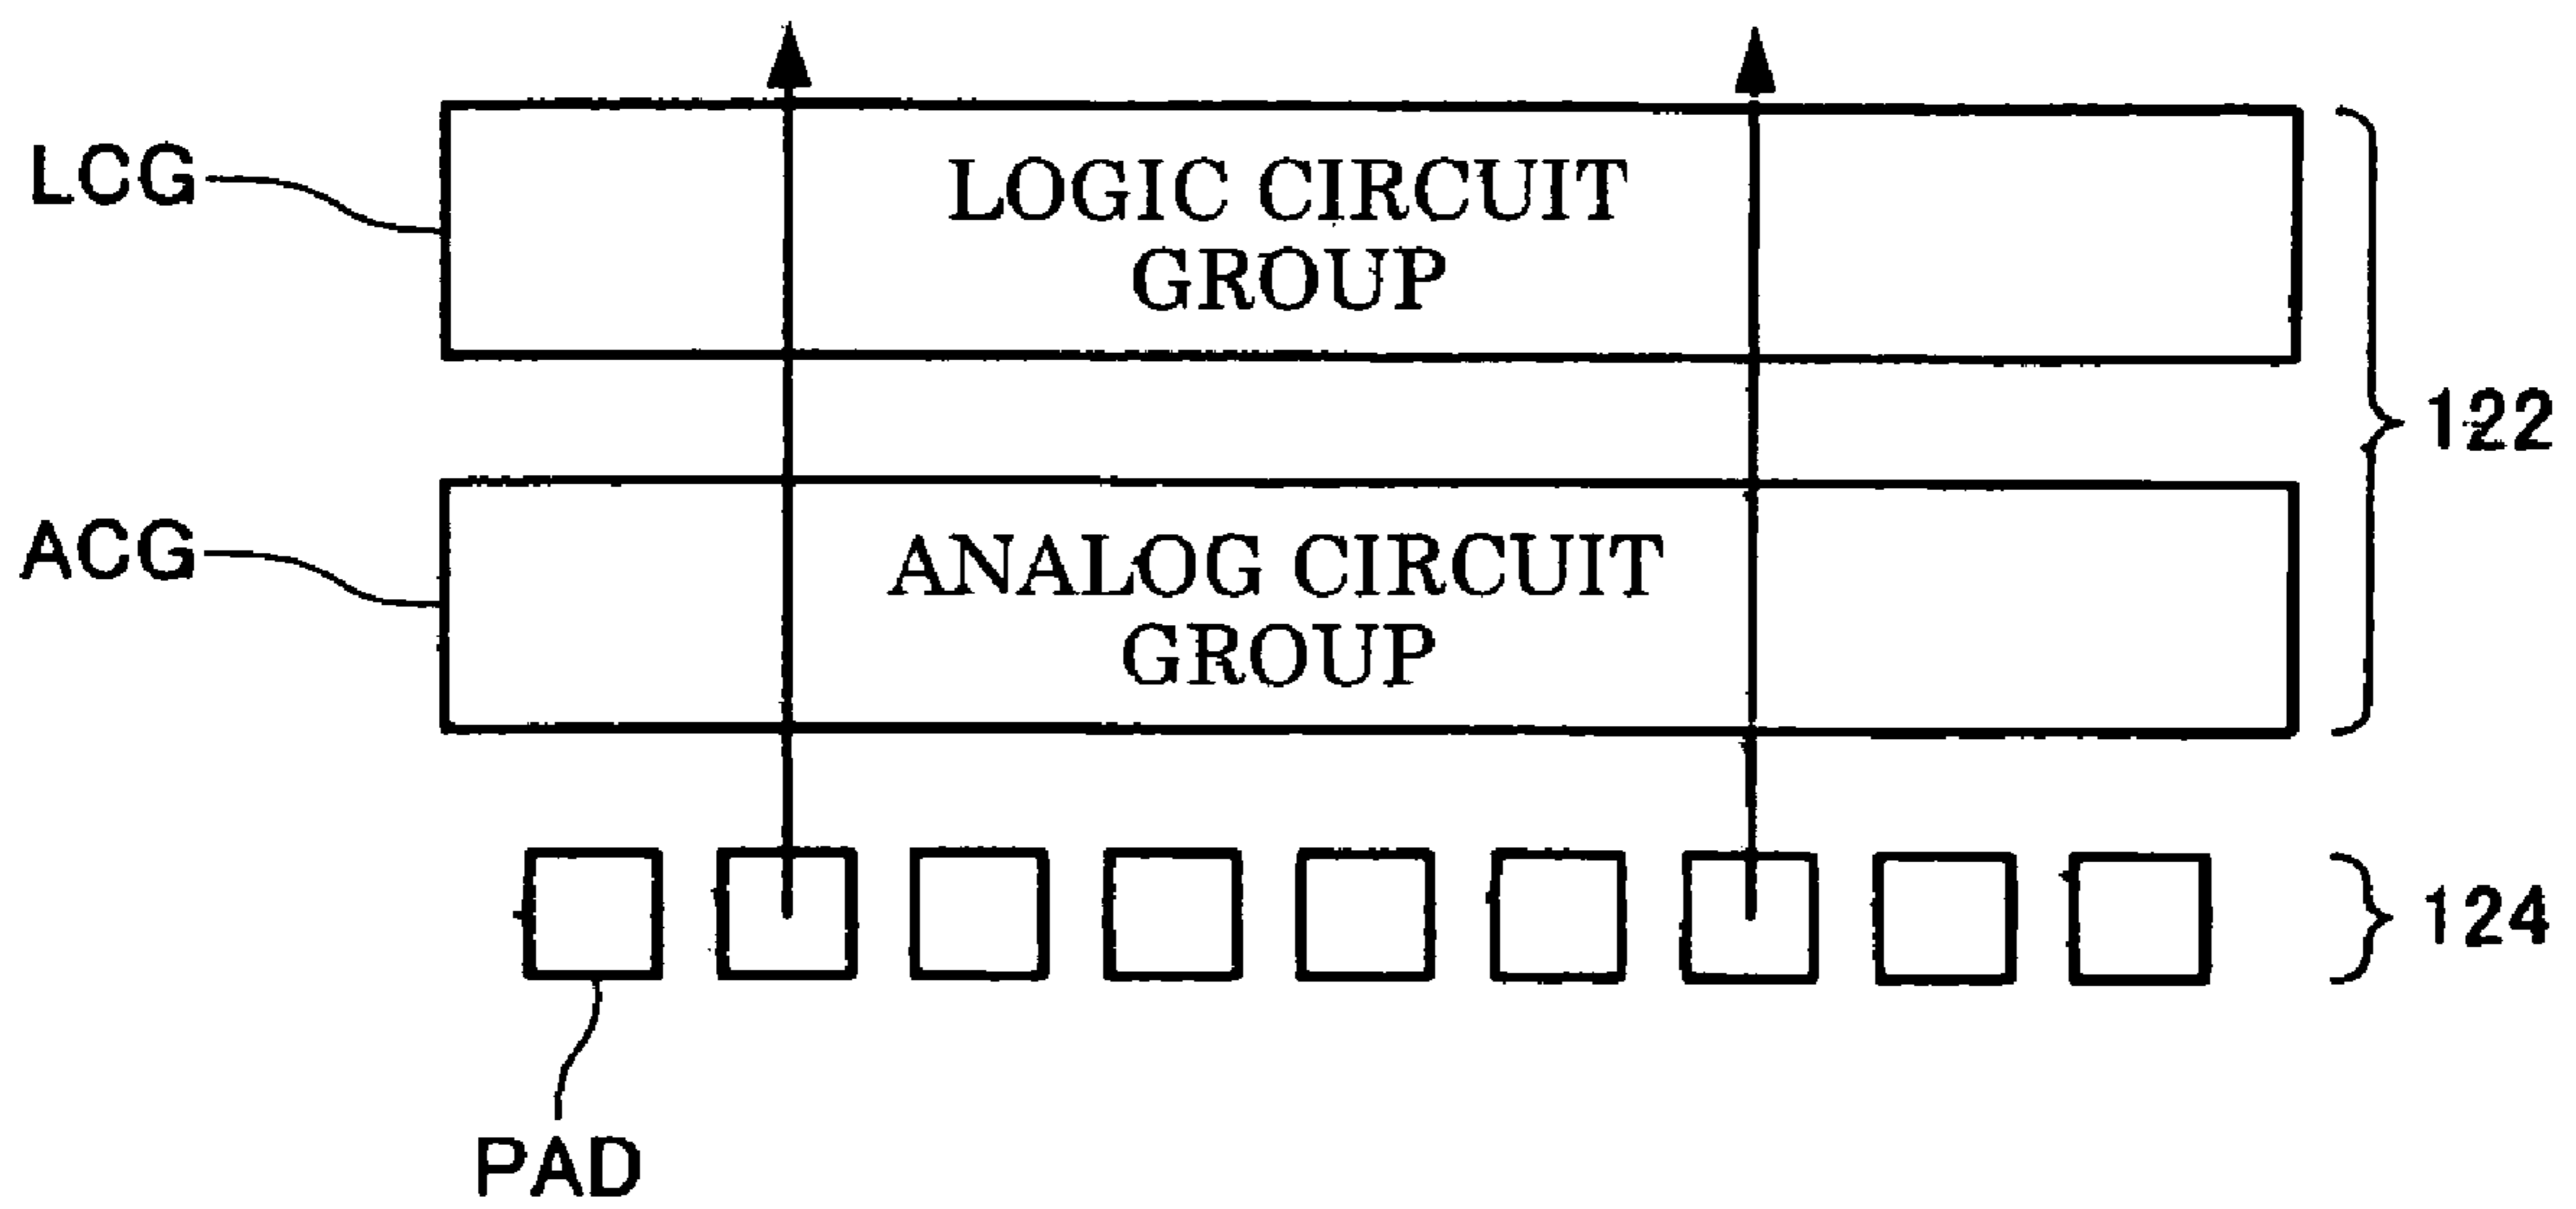 LCG
LOGIC CIRCUIT
GROUP
122
ACG
ANALOG CIRCUIT
GROUP
124
PAD